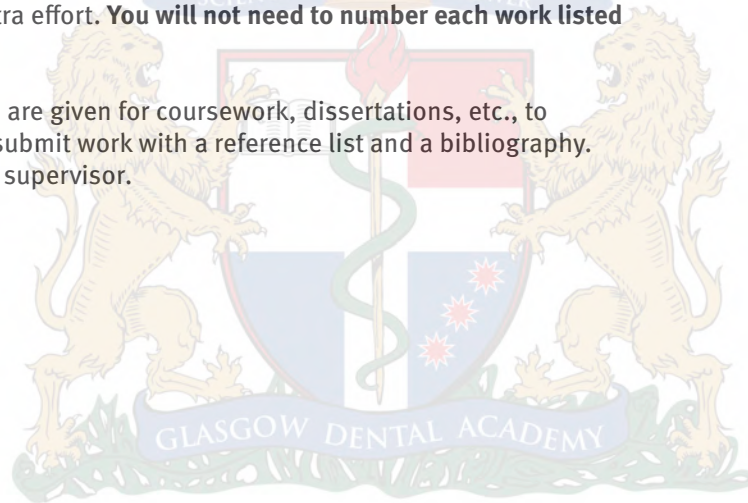 tra effort. You will not need to number each work listed
are given for coursework, dissertations, etc., to
submit work with a reference list and a bibliography.
supervisor.
GLASGOW DENTAL ACADEMY